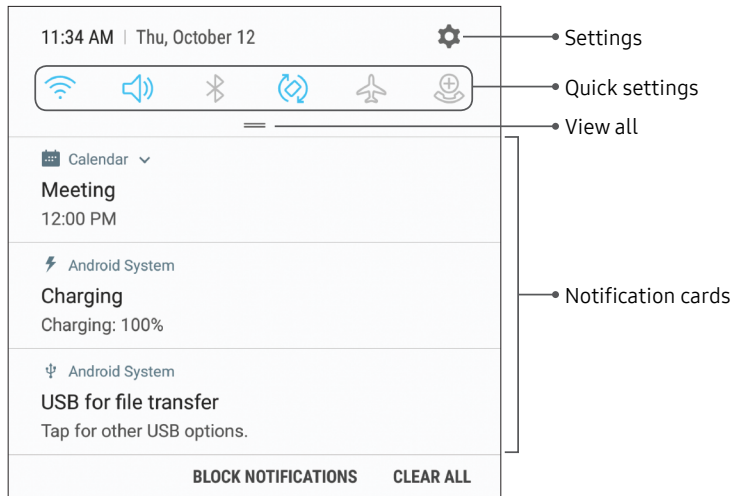 11:34 AM | Thu, October 12
Settings
Quick settings
View all
Calendar
Meeting
12:00 PM
Android System
Charging
Charging: 100%
Notification cards
Android System
USB for file transfer
Tap for other USB options.
BLOCK NOTIFICATIONS CLEAR ALL